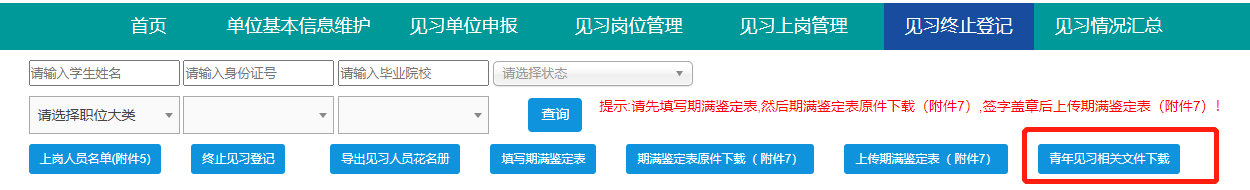 首页 单位基本信息维护 见习单位申报 见习岗位管理 见习上岗管理 见习终止登记 见习情况汇总
请输入学生姓名 请输入身份证号 请输入毕业院校 请选择状态
请选择职位大类 查询 提示:请先填写期满鉴定表,然后期满鉴定表原件下载（附件7）,签字盖章后上传期满鉴定表（附件7）！
上岗人员名单(附件5) 终止见习登记 导出见习人员花名册 填写期满鉴定表 期满鉴定表原件下载（附件7） 上传期满鉴定表（附件7） 青年见习相关文件下载